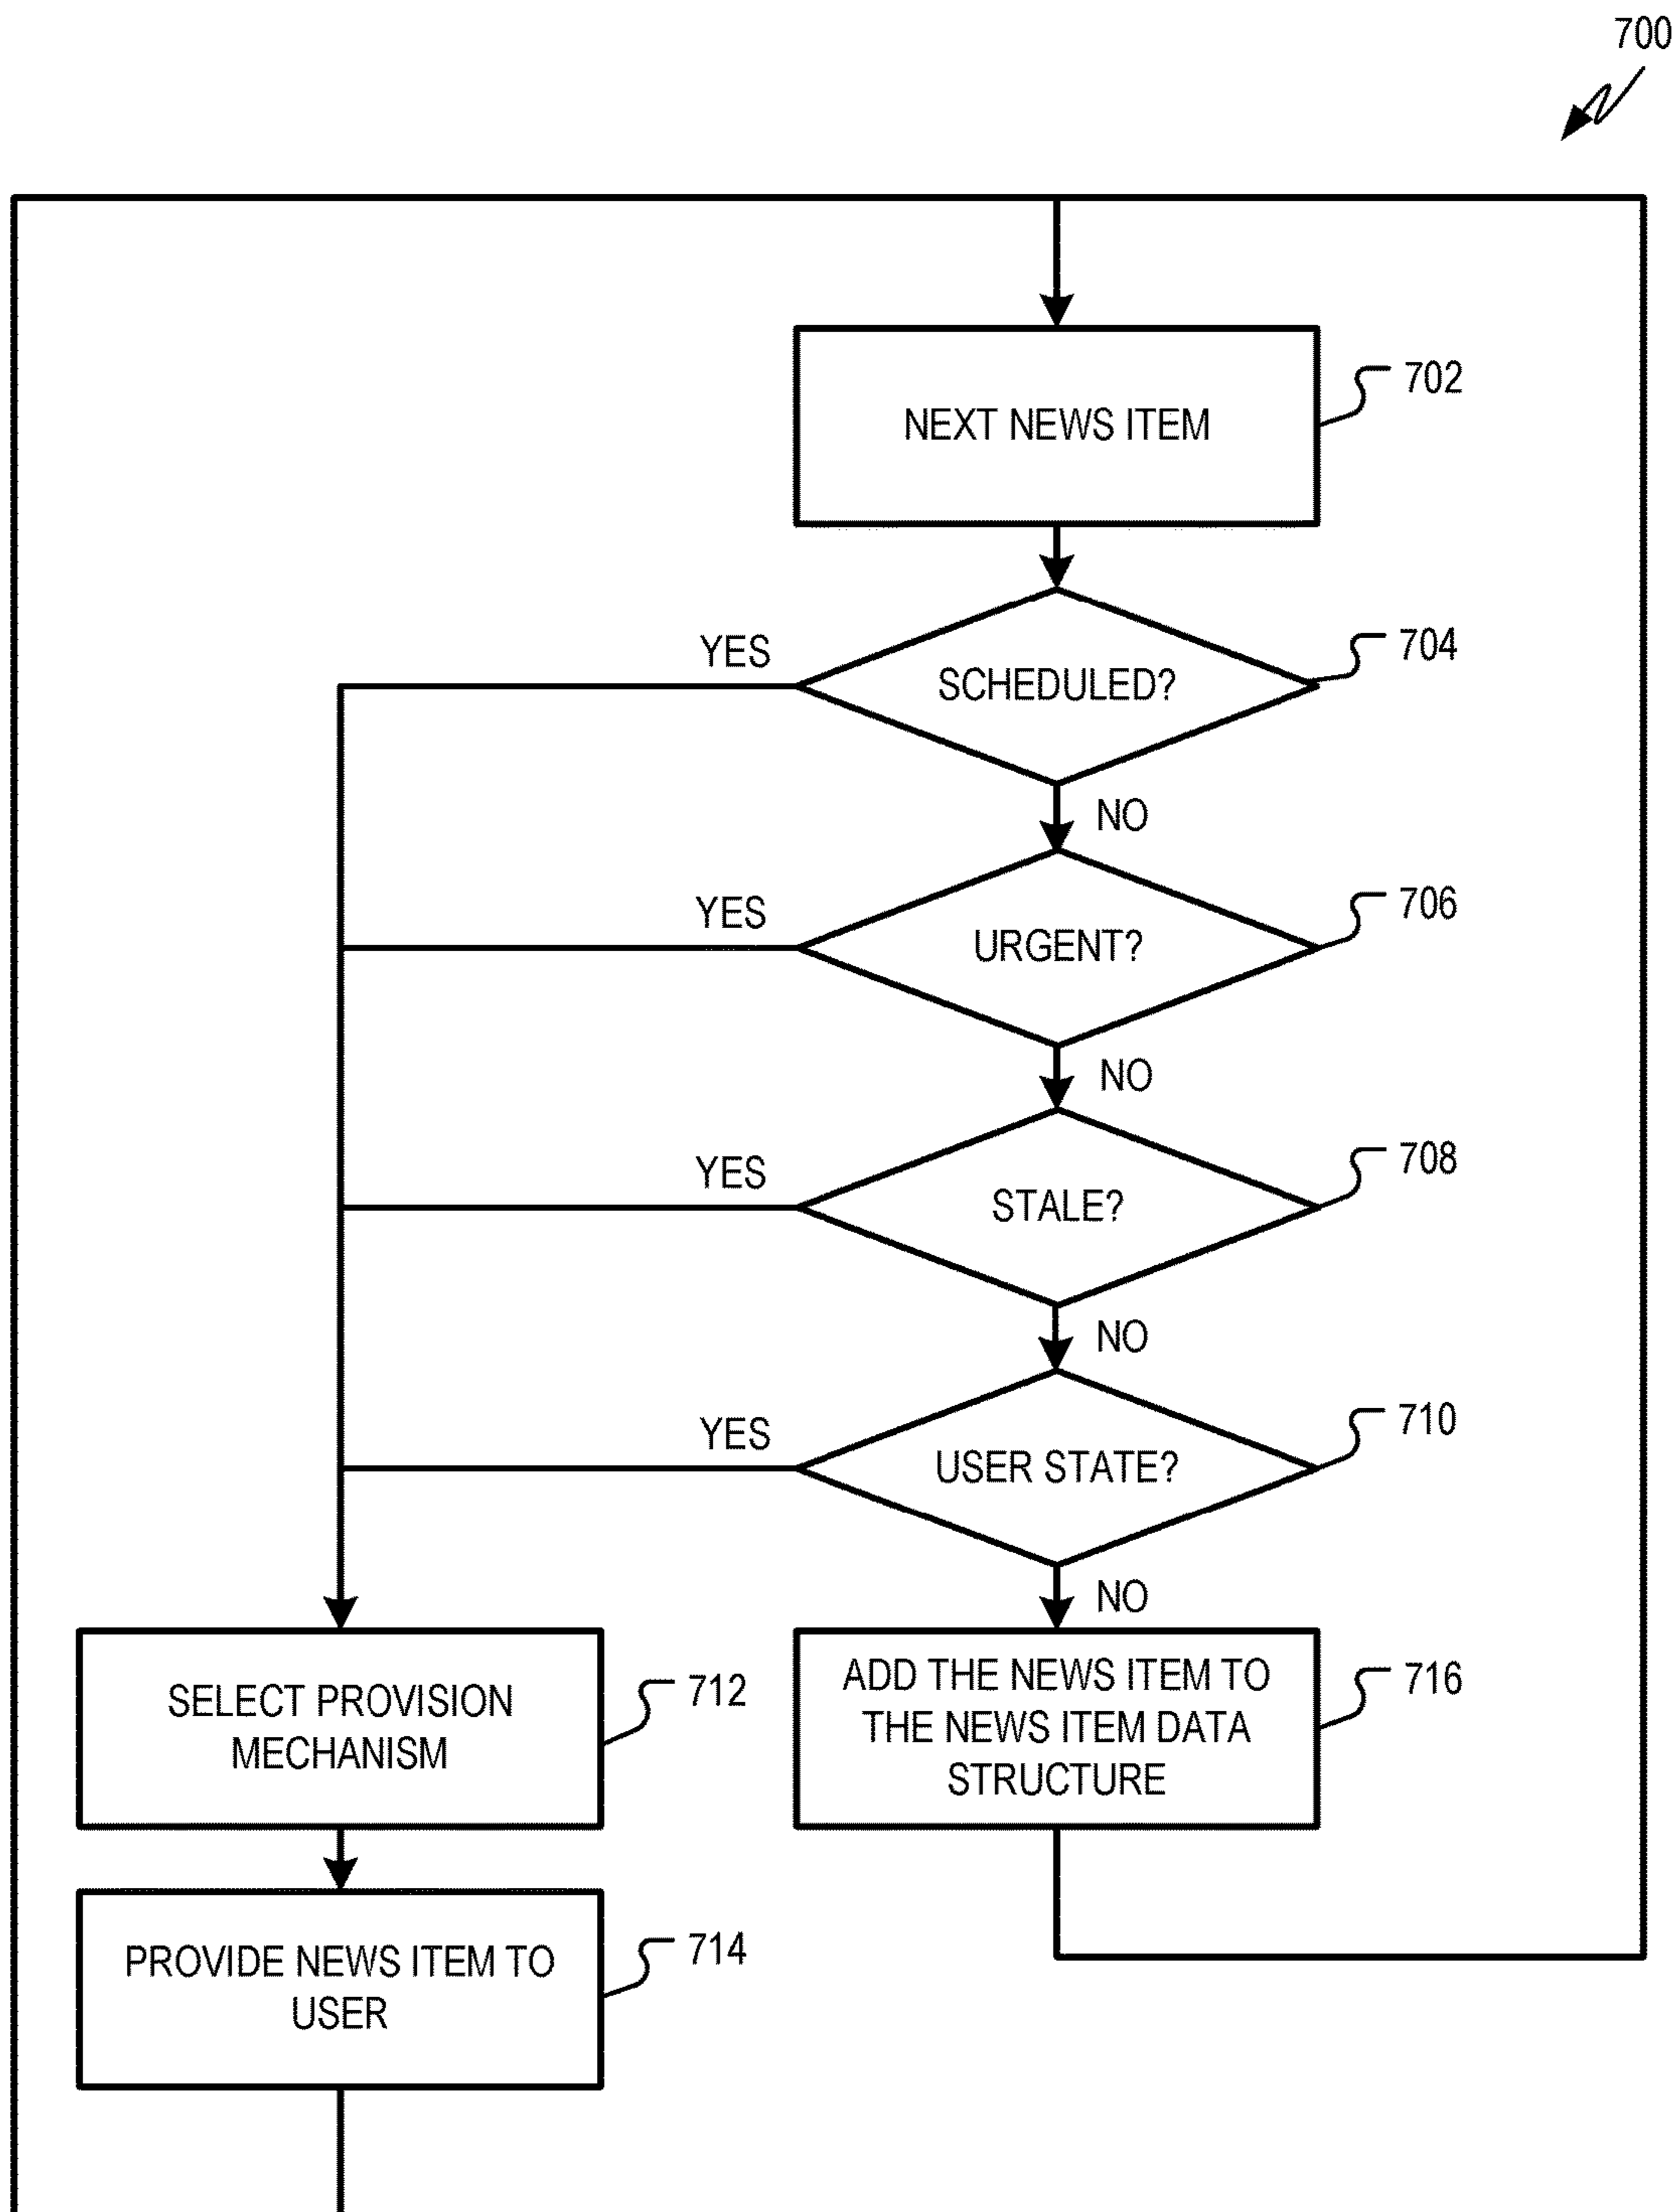 700
NEXT NEWS ITEM
702
YES
SCHEDULED?
704
NO
YES
URGENT?
706
NO
YES
STALE?
708
NO
YES
USER STATE?
710
NO
SELECT PROVISION
MECHANISM
712
ADD THE NEWS ITEM TO
THE NEWS ITEM DATA
STRUCTURE
716
PROVIDE NEWS ITEM TO
USER
714